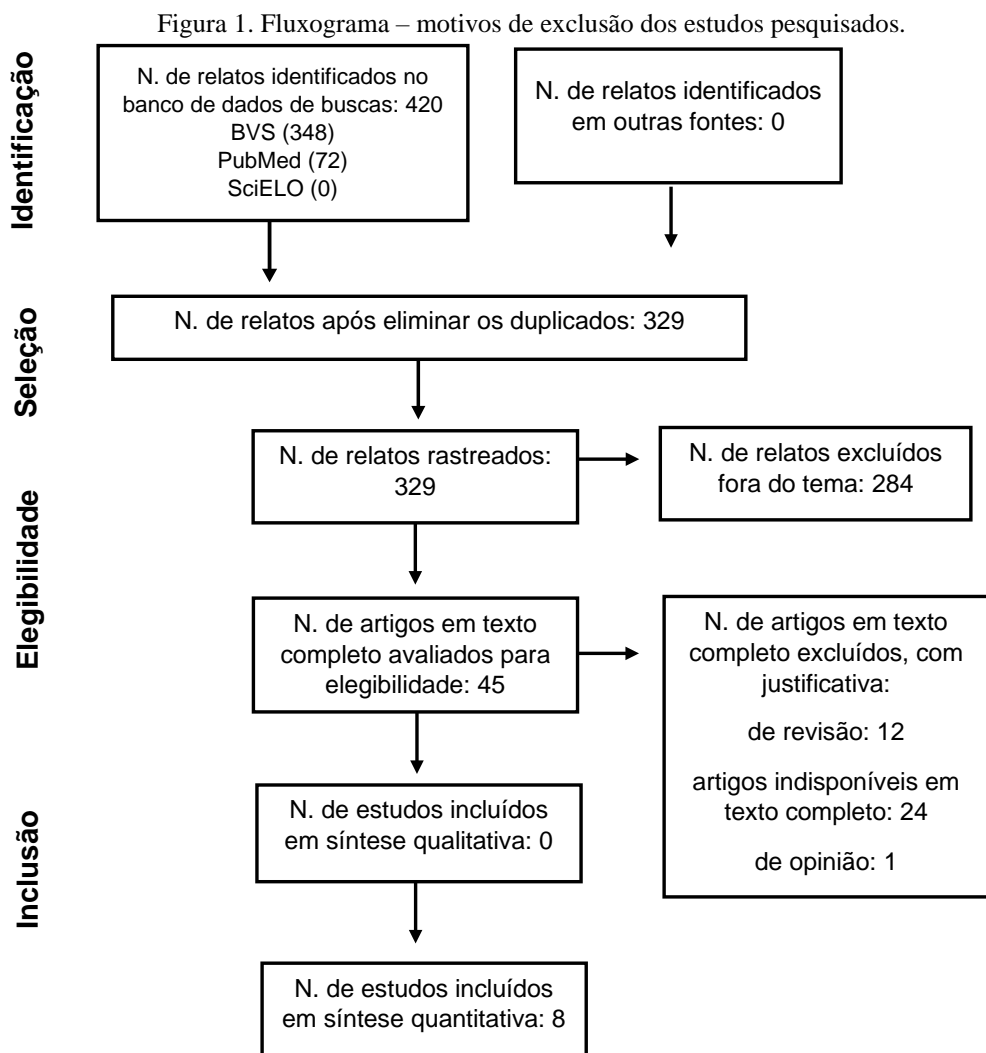 Figura 1. Fluxograma – motivos de exclusão dos estudos pesquisados.
Identificação
N. de relatos identificados no
banco de dados de buscas: 420
BVS (348)
PubMed (72)
SciELO (0)
N. de relatos identificados
em outras fontes: 0
Seleção
N. de relatos após eliminar os duplicados: 329
Elegibilidade
N. de relatos rastreados:
329
N. de relatos excluídos
fora do tema: 284
N. de artigos em texto
completo avaliados para
elegibilidade: 45
N. de artigos em texto
completo excluídos, com
justificativa:
de revisão: 12
artigos indisponíveis em
texto completo: 24
de opinião: 1
Inclusão
N. de estudos incluídos
em síntese qualitativa: 0
N. de estudos incluídos
em síntese quantitativa: 8